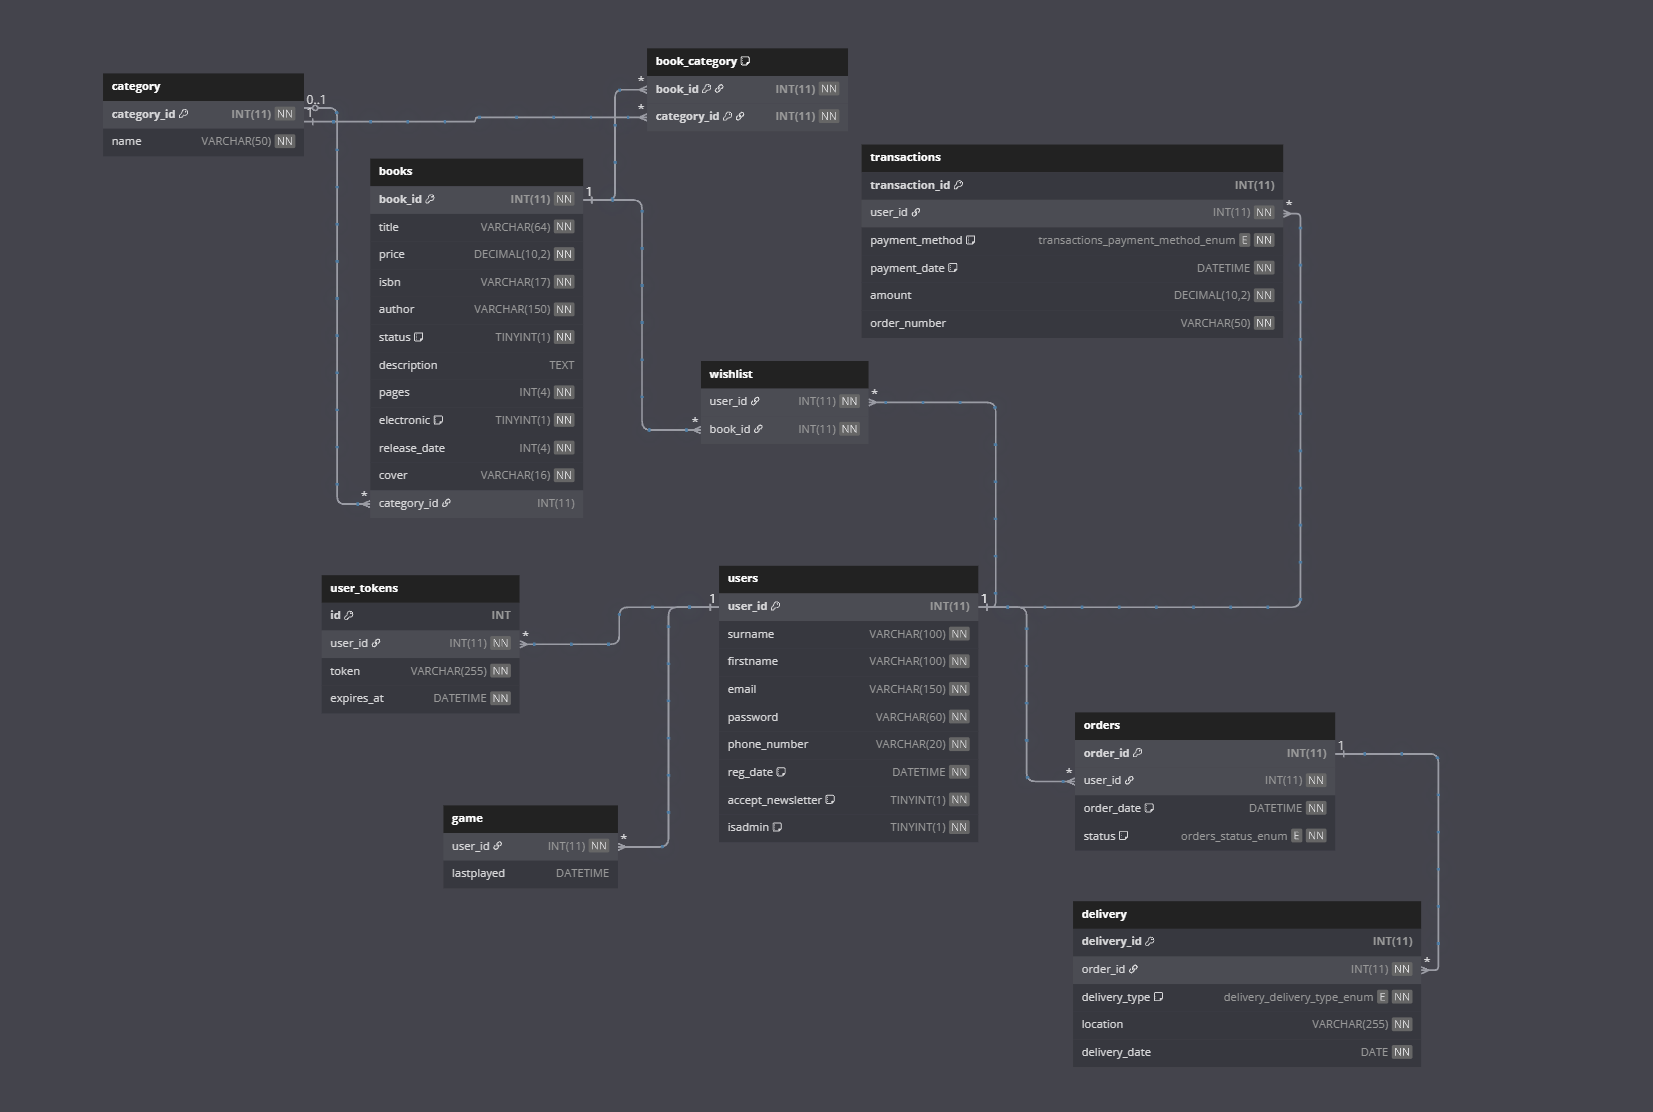 category
category_id INT(11) NN
name VARCHAR(50) NN
0..1
1
*
*
book_category
book_id INT(11) NN
category_id INT(11) NN
books
book_id INT(11) NN
title VARCHAR(64) NN
price DECIMAL(10,2) NN
isbn VARCHAR(17) NN
author VARCHAR(150) NN
status TINYINT(1) NN
description TEXT
pages INT(4) NN
electronic TINYINT(1) NN
release_date INT(4) NN
cover VARCHAR(16) NN
category_id INT(11)
1
*
transactions
transaction_id INT(11)
user_id INT(11) NN
payment_method transactions_payment_method_enum E NN
payment_date DATETIME NN
amount DECIMAL(10,2) NN
order_number VARCHAR(50) NN
*
wishlist
user_id INT(11) NN
book_id INT(11) NN
*
*
user_tokens
id INT
user_id INT(11) NN
token VARCHAR(255) NN
expires_at DATETIME NN
*
users
user_id INT(11)
surname VARCHAR(100) NN
firstname VARCHAR(100) NN
email VARCHAR(150) NN
password VARCHAR(60) NN
phone_number VARCHAR(20) NN
reg_date DATETIME NN
accept_newsletter TINYINT(1) NN
isadmin TINYINT(1) NN
1
1
game
user_id INT(11) NN
lastplayed DATETIME
*
orders
order_id INT(11)
user_id INT(11) NN
order_date DATETIME NN
status orders_status_enum E NN
1
*
delivery
delivery_id INT(11)
order_id INT(11) NN
delivery_type delivery_delivery_type_enum E NN
location VARCHAR(255) NN
delivery_date DATE NN
*